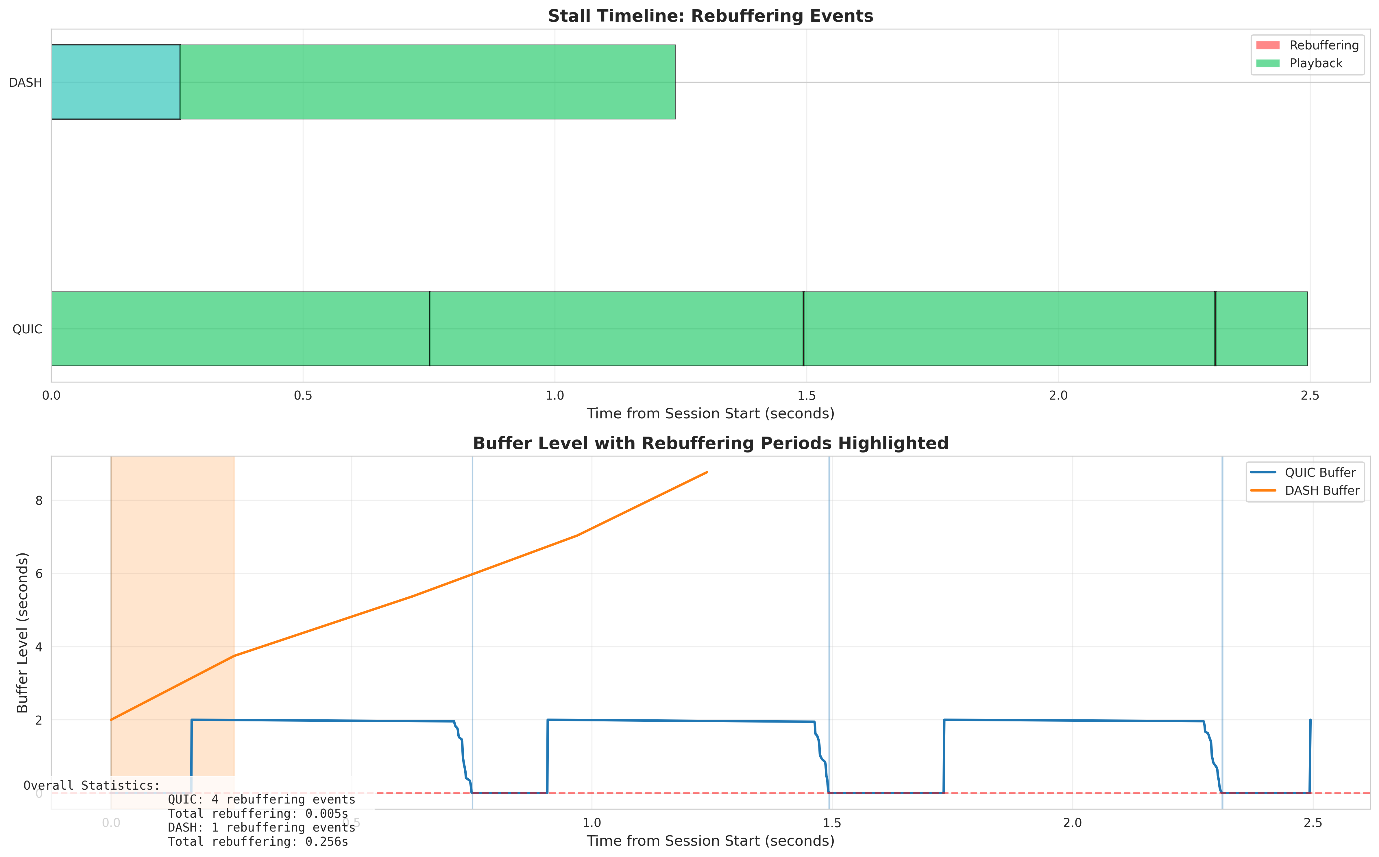 Stall Timeline: Rebuffering Events
Rebuffering
Playback
DASH
QUIC
0.0 0.5 1.0 1.5 2.0 2.5
Time from Session Start (seconds)
Buffer Level with Rebuffering Periods Highlighted
QUIC Buffer
DASH Buffer
Buffer Level (seconds)
8
6
4
2
0
0.0 0.5 1.0 1.5 2.0 2.5
Time from Session Start (seconds)
Overall Statistics:
QUIC: 4 rebuffering events
Total rebuffering: 0.005s
DASH: 1 rebuffering events
Total rebuffering: 0.256s